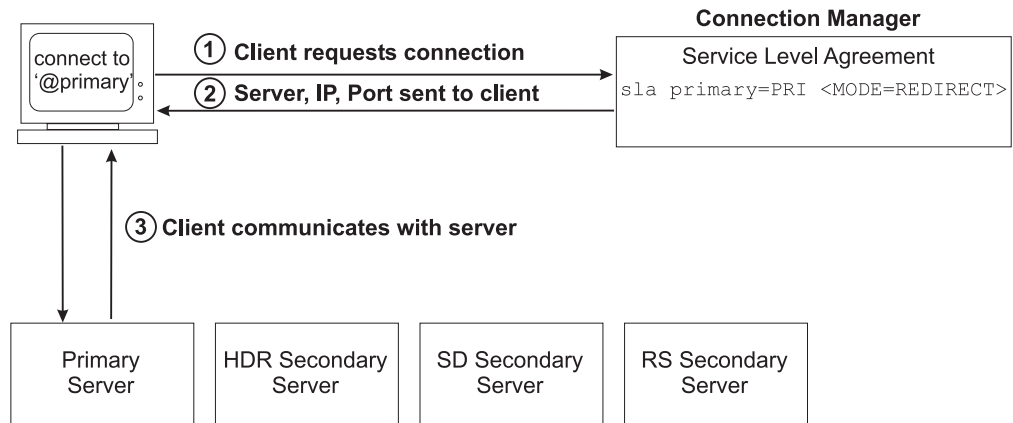 Connection Manager
connect to
'@primary'
1 Client requests connection
2 Server, IP, Port sent to client
Service Level Agreement
sla primary=PRI <MODE=REDIRECT>
3 Client communicates with server
Primary
Server
HDR Secondary
Server
SD Secondary
Server
RS Secondary
Server